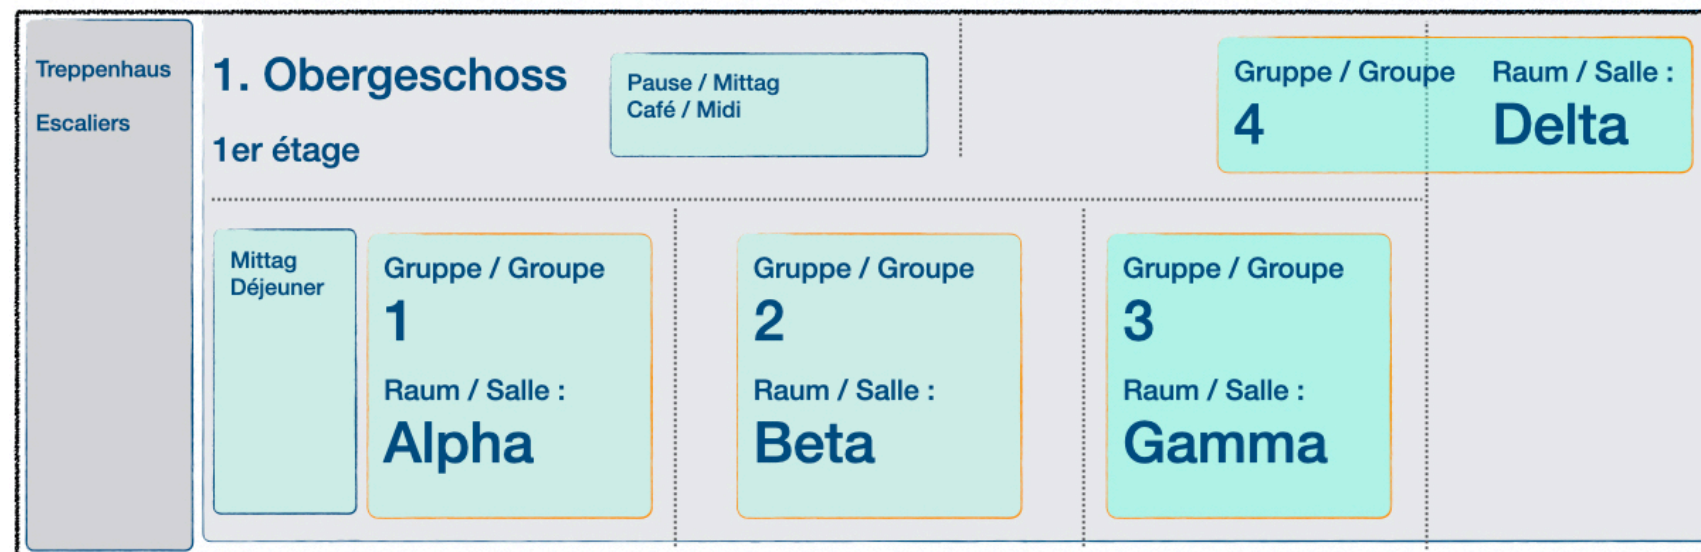 Treppenhaus
Escaliers
1. Obergeschoss
1er étage
Pause / Mittag
Café / Midi
Gruppe / Groupe
4
Raum / Salle :
Delta
Mittag
Déjeuner
Gruppe / Groupe
1
Raum / Salle :
Alpha
Gruppe / Groupe
2
Raum / Salle :
Beta
Gruppe / Groupe
3
Raum / Salle :
Gamma